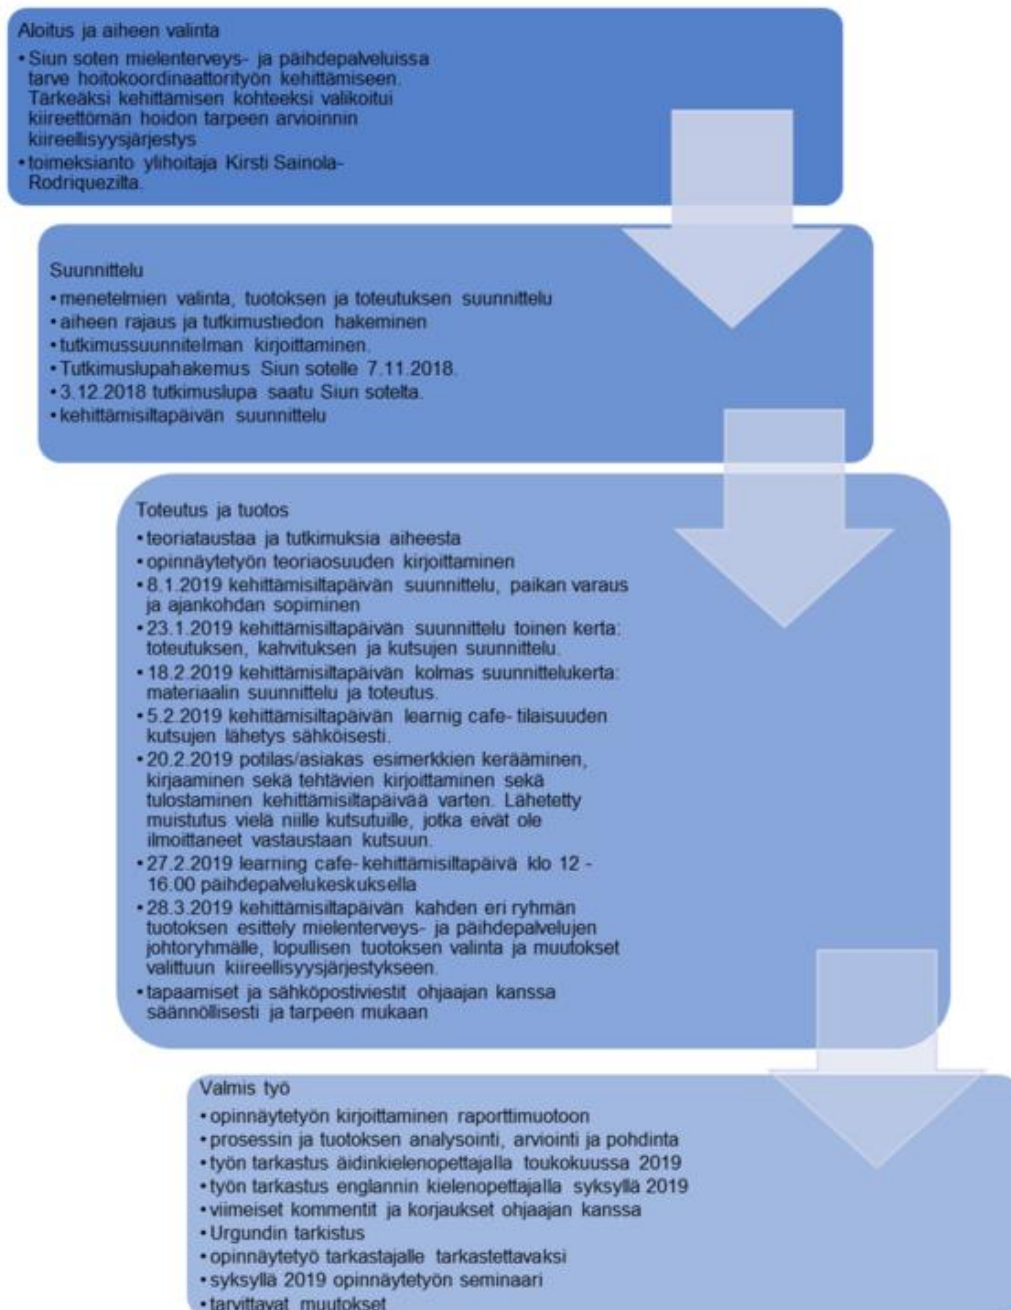 Aloitus ja aiheen valinta
• Siun soten mielenterveys- ja päihdepalveluissa
tarve hoitokoordinaattorityön kehittämiseen.
Tärkeäksi kehittämisen kohteeksi valikoitui
kiireettömän hoidon tarpeen arvioinnin
kiireellisyysjärjestys
• toimeksianto ylihoitaja Kirsti Sainola-
Rodriquezilta.
Suunnittelu
• menetelmien valinta, tuotoksen ja toteutuksen suunnittelu
• aiheen rajaus ja tutkimustiedon hakeminen
• tutkimussuunnitelman kirjoittaminen.
• Tutkimuslupahakemus Siun sotelle 7.11.2018.
• 3.12.2018 tutkimuslupa saatu Siun sotelta.
• kehittämisiltapäivän suunnittelu
Toteutus ja tuotos
• teoriataustaa ja tutkimuksia aiheesta
• opinnäytetyön teoriaosuuden kirjoittaminen
• 8.1.2019 kehittämisiltapäivän suunnittelu, paikan varaus
ja ajankohdan sopiminen
• 23.1.2019 kehittämisiltapäivän suunnittelu toinen kerta:
toteutuksen, kahvituksen ja kutsujen suunnittelu.
• 18.2.2019 kehittämisiltapäivän kolmas suunnittelukerta:
materiaalin suunnittelu ja toteutus.
• 5.2.2019 kehittämisiltapäivän learnig cafe- tilaisuuden
kutsujen lähetys sähköisesti.
• 20.2.2019 potilas/asiakas esimerkkien kerääminen,
kirjaaminen sekä tehtävien kirjoittaminen sekä
tulostaminen kehittämisiltapäivää varten. Lähetetty
muistutus vielä niille kutsutuille, jotka eivät ole
ilmoittaneet vastaustaan kutsuun.
• 27.2.2019 learning cafe- kehittämisiltapäivä klo 12 -
16.00 päihdepalvelukeskuksella
• 28.3.2019 kehittämisiltapäivän kahden eri ryhmän
tuotoksen esittely mielenterveys- ja päihdepalvelujen
johtoryhmälle, lopullisen tuotoksen valinta ja muutokset
valittuun kiireellisyysjärjestykseen.
• tapaamiset ja sähköpostiviestit ohjaajan kanssa
säännöllisesti ja tarpeen mukaan
Valmis työ
• opinnäytetyön kirjoittaminen raporttimuotoon
• prosessin ja tuotoksen analysointi, arviointi ja pohdinta
• työn tarkastus äidinkielenopettajalla toukokuussa 2019
• työn tarkastus englannin kielenopettajalla syksyllä 2019
• viimeiset kommentit ja korjaukset ohjaajan kanssa
• Urgundin tarkistus
• opinnäytetyö tarkastajalle tarkastettavaksi
• syksyllä 2019 opinnäytetyön seminaari
• tarvittavat muutokset